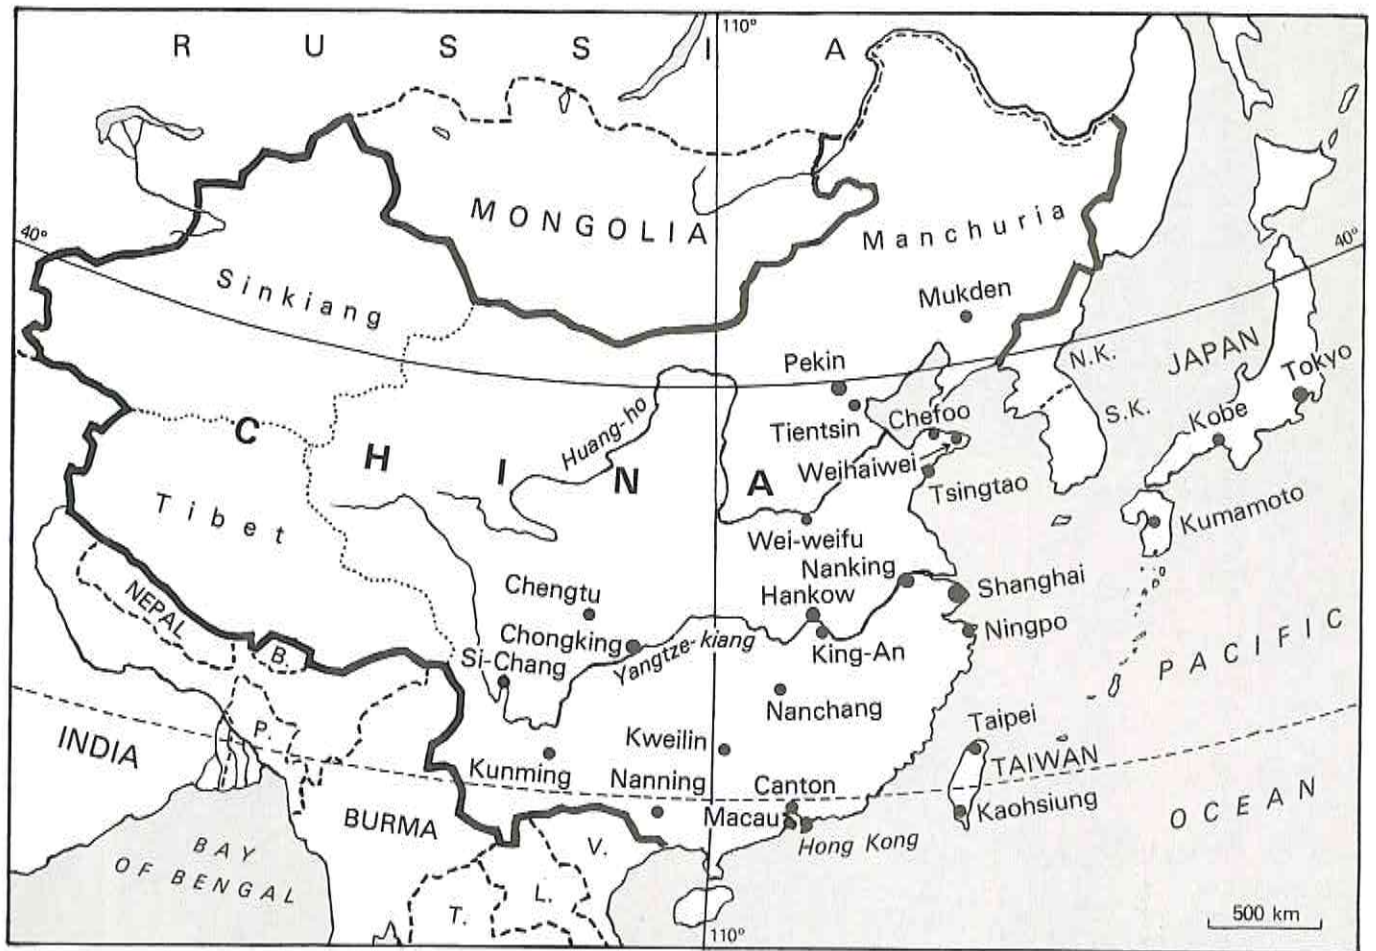 110°
R U S S I A
MONGOLIA
Manchuria
40°
40°
Sinkiang
Mukden
Pekin
N.K.
JAPAN
Tokyo
Tientsin
Chefoo
S.K.
Kobe
C H I N A
Huang-ho
Weihaiwei
Tsingtao
Tibet
Kumamoto
Wei-weifu
Nanking
Chengtu
Hankow
Shanghai
NEPAL
Chongking
Yangtze-kiang
King-An
Ningpo
B.
Si-Chang
PACIFIC
Nanchang
P.
INDIA
Kweilin
Taipei
Kunming
Nanning
Canton
TAIWAN
BURMA
Macau
Kaohsiung
OCEAN
Hong Kong
BAY
OF BENGAL
V.
L.
T.
110°
500 km